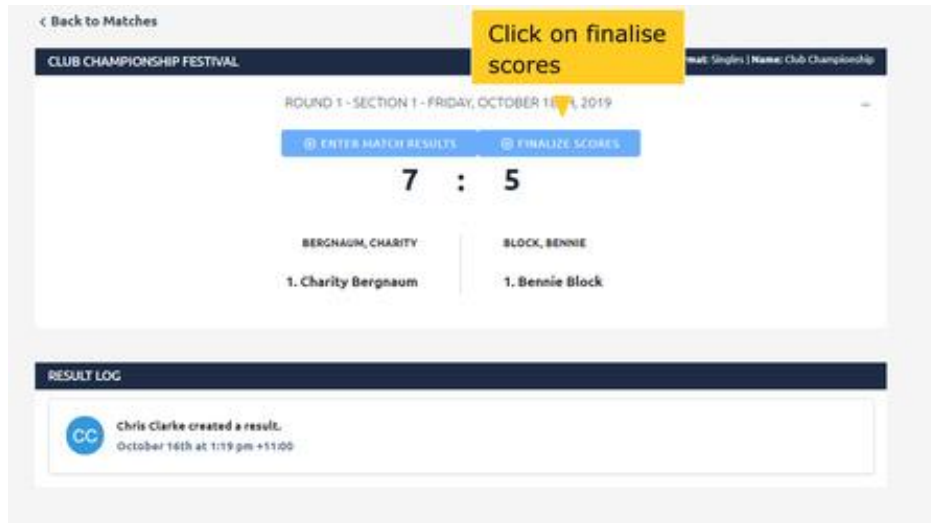 < Back to Matches
Click on finalise
scores
CLUB CHAMPIONSHIP FESTIVAL
mat: Singles | Name: Club Championship
ROUND 1 - SECTION 1 - FRIDAY, OCTOBER 1 , 2019
ENTER MATCH RESULTS
FINALIZE SCORES
7 : 5
BERGNAUM, CHARITY
BLOCK, BENNIE
1. Charity Bergnaum
1. Bennie Block
RESULT LOG
CC
Chris Clarke created a result.
October 16th at 1:19 pm +11:00